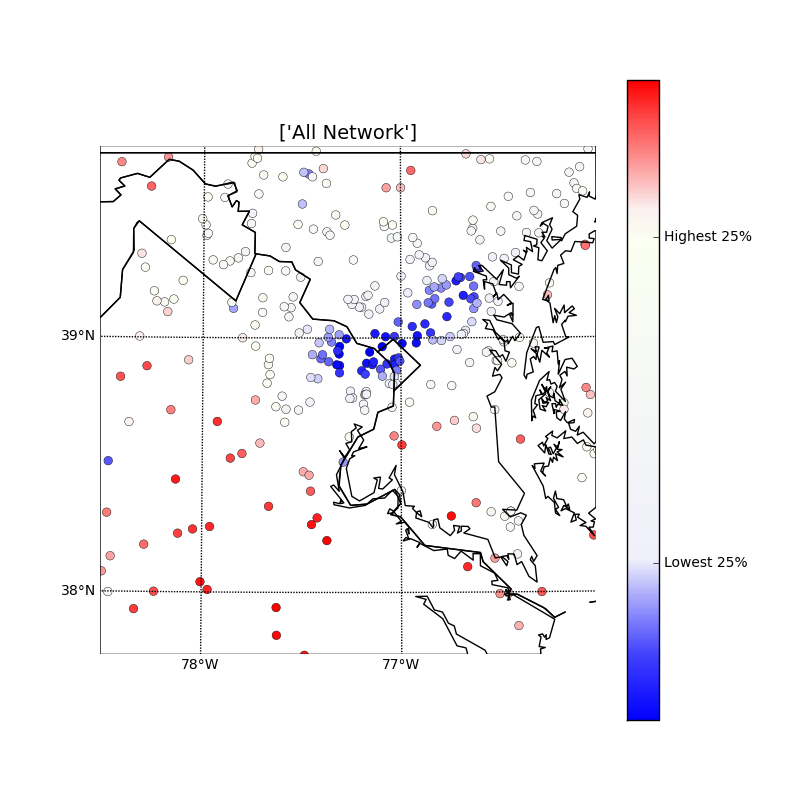 ['All Network']
Highest 25%
39°N
Lowest 25%
38°N
78°W
77°W